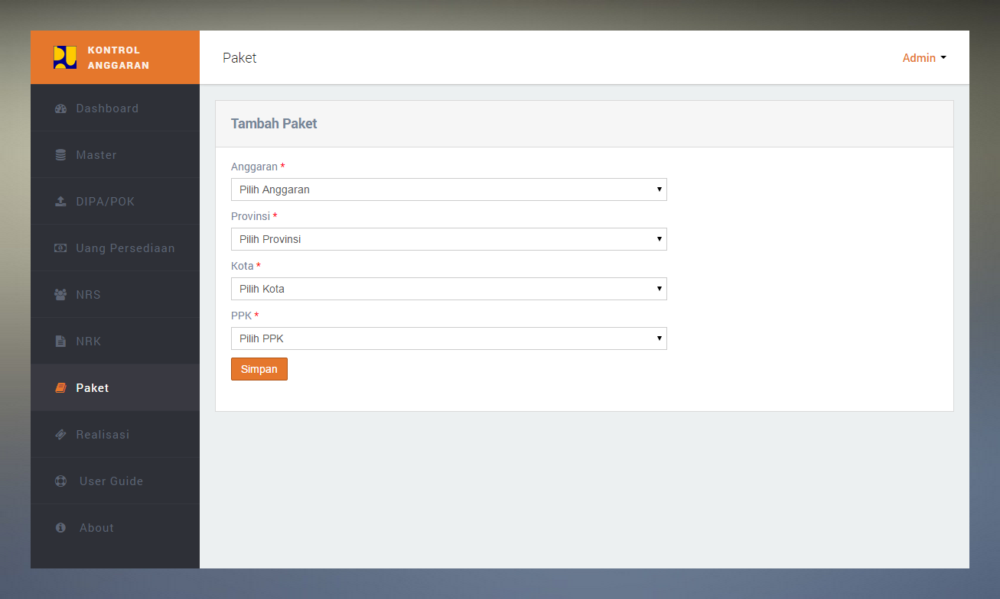 KONTROL
ANGGARAN
Paket
Admin
Dashboard
Master
DIPA/POK
Uang Persediaan
NRS
NRK
Paket
Realisasi
User Guide
About
Tambah Paket
Anggaran *
Pilih Anggaran
Provinsi *
Pilih Provinsi
Kota *
Pilih Kota
PPK *
Pilih PPK
Simpan